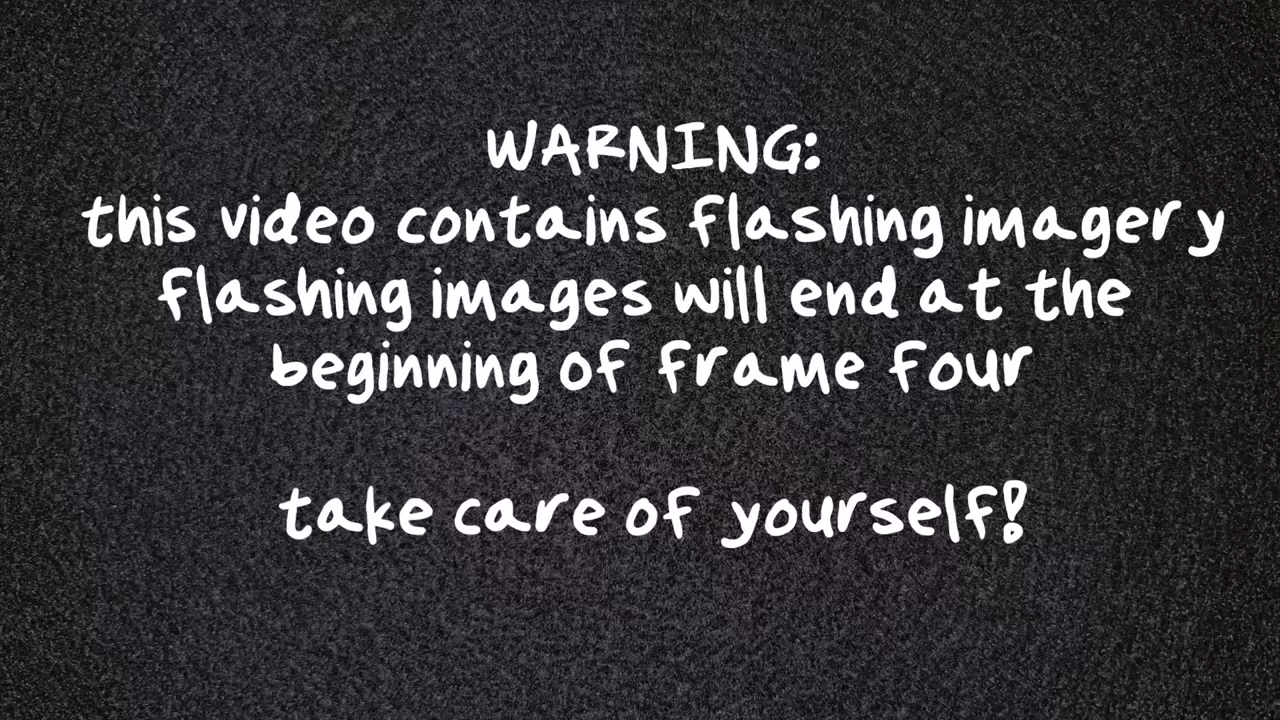 WARNING:
this video contains flashing imagery
flashing images will end at the
beginning of frame four
take care of yourself!